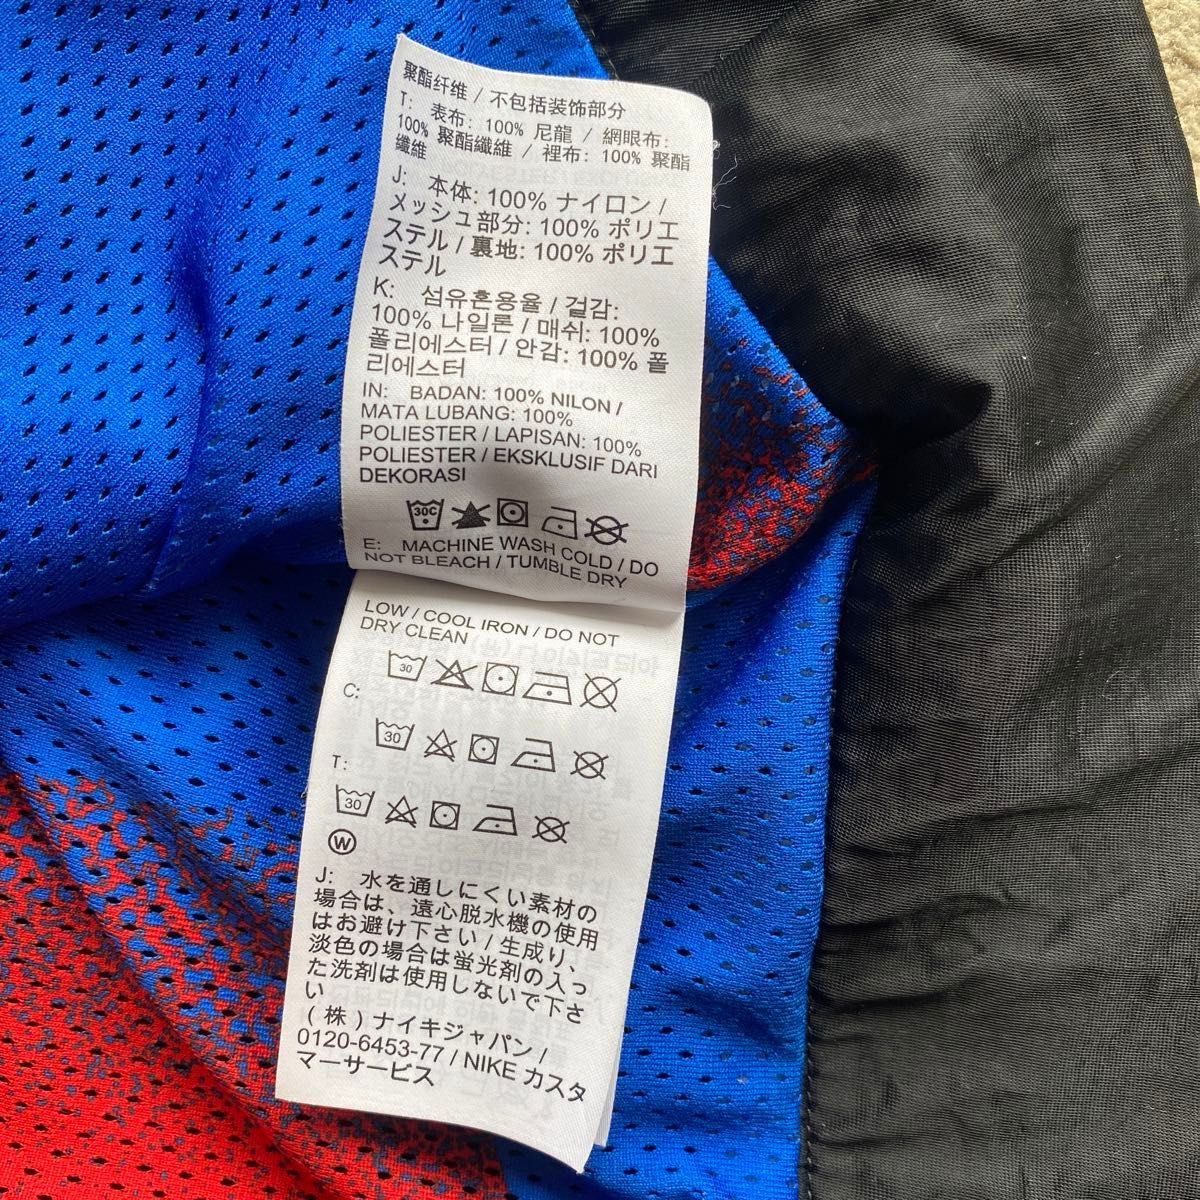 聚酯纤维 / 不包括装饰部分
T: 表布: 100% 尼龍 / 網眼布:
100% 聚酯纖維 / 裡布: 100% 聚酯
纖維
J: 本体: 100% ナイロン /
メッシュ部分: 100% ポリエ
ステル / 裏地: 100% ポリエ
ステル
K: 섬유혼용율 / 겉감:
100% 나일론 / 매쉬: 100%
폴리에스터 / 안감: 100% 폴
리에스터
IN: BADAN: 100% NILON /
MATA LUBANG: 100%
POLIESTER / LAPISAN: 100%
POLIESTER / EKSKLUSIF DARI
DEKORASI
30C
E: MACHINE WASH COLD / DO
NOT BLEACH / TUMBLE DRY
LOW / COOL IRON / DO NOT
DRY CLEAN
30
C:
30
T:
30
W
J: 水を通しにくい素材の
場合は、遠心脱水機の使用
はお避け下さい / 生成り、
淡色の場合は蛍光剤の入っ
た洗剤は使用しないで下さ
い
(株) ナイキジャパン /
0120-6453-77 / NIKE カスタ
マーサービス